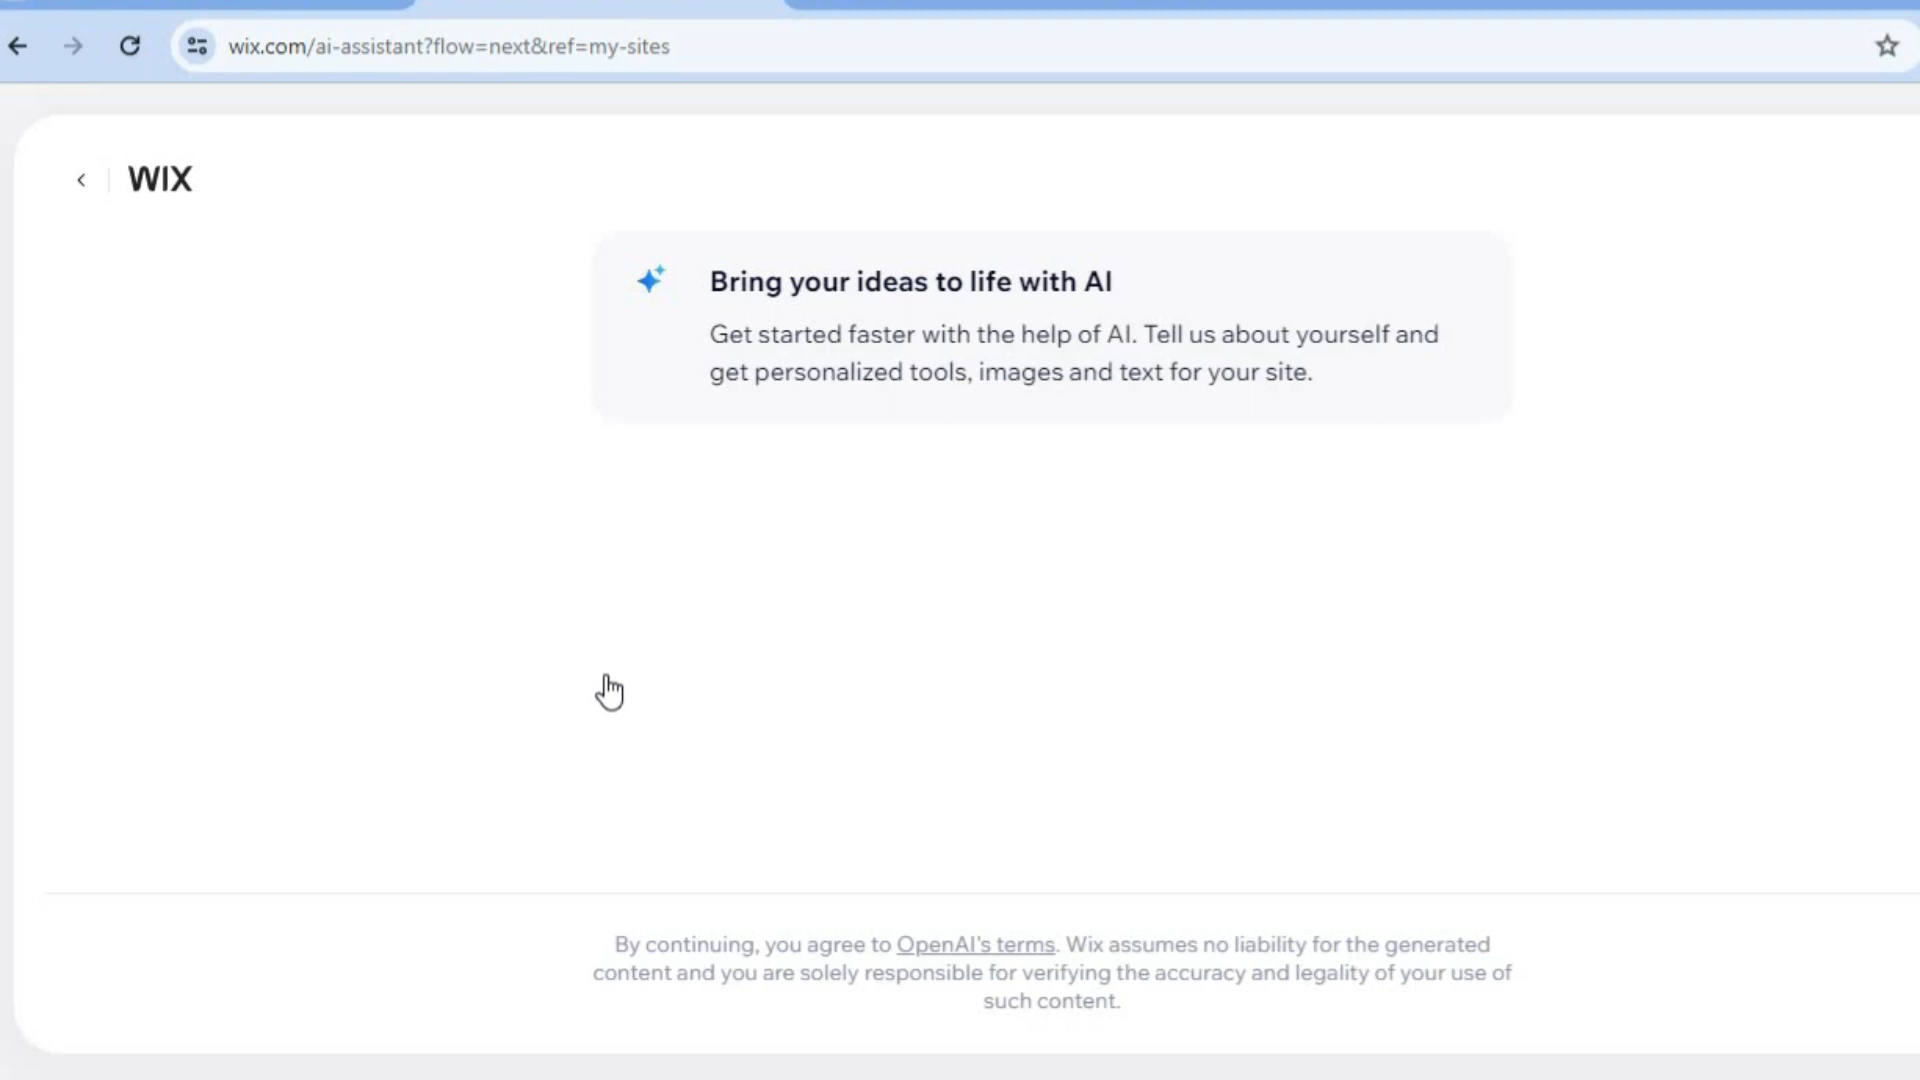 wix.com/ai-assistant?flow=next&ref=my-sites
WIX
Bring your ideas to life with AI
Get started faster with the help of AI. Tell us about yourself and
get personalized tools, images and text for your site.
By continuing, you agree to OpenAI's terms. Wix assumes no liability for the generated
content and you are solely responsible for verifying the accuracy and legality of your use of
such content.